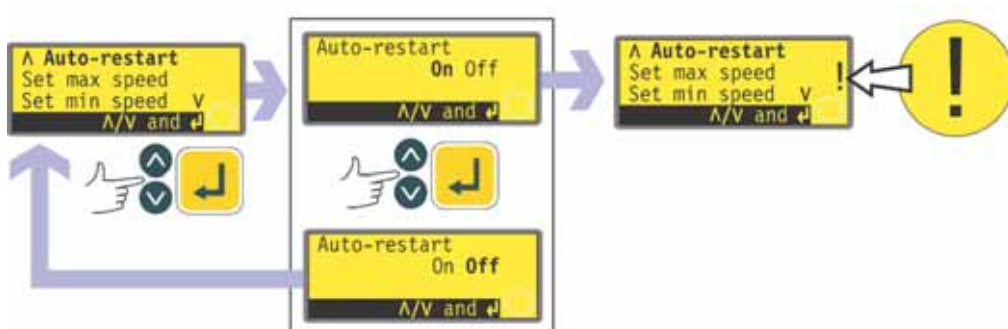 ∧ Auto-restart
Set max speed
Set min speed ∨
∧/∨ and ↲
Auto-restart
On Off
∧/∨ and ↲
∧ Auto-restart
Set max speed !
Set min speed ∨
∧/∨ and ↲
!
Auto-restart
On Off
∧/∨ and ↲